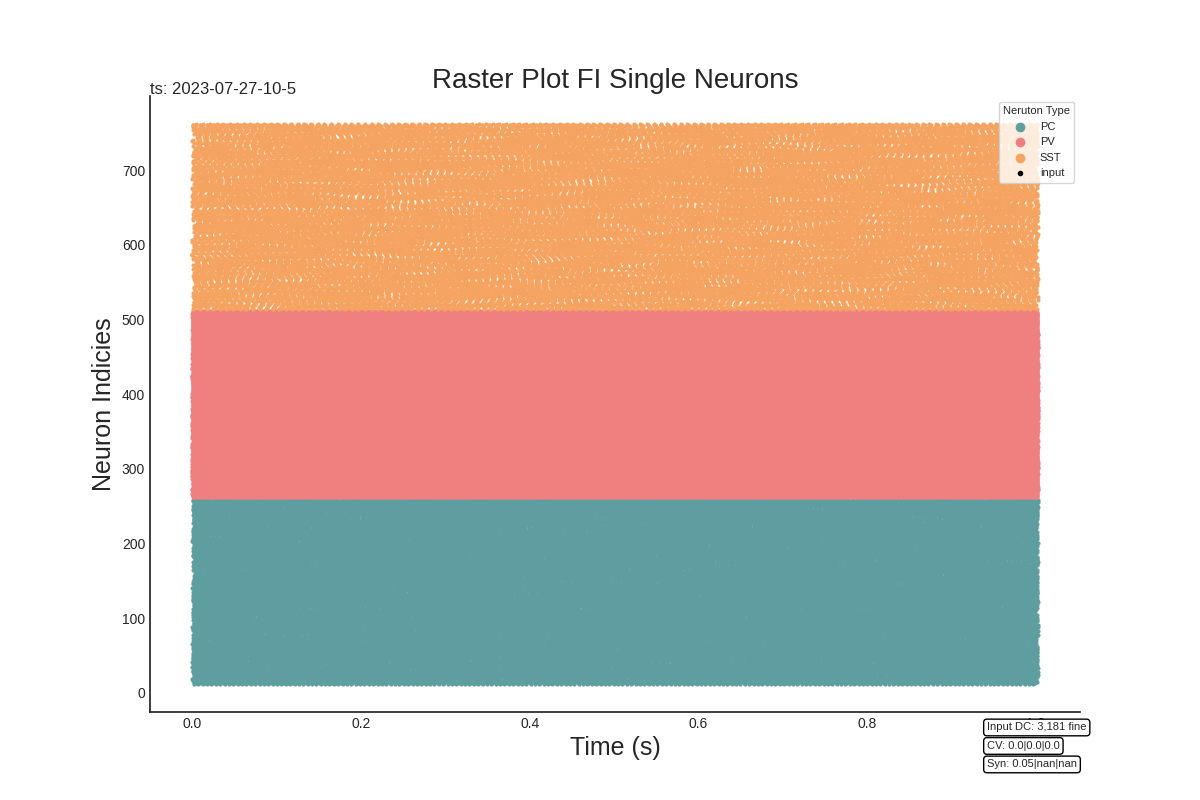 Raster Plot FI Single Neurons
ts: 2023-07-27-10-5
Neruton Type
PC
PV
SST
input
Neuron Indicies
700
600
500
400
300
200
100
0
0.0 0.2 0.4 0.6 0.8
Time (s)
Input DC: 3,181 fine
CV: 0.0|0.0|0.0
Syn: 0.05|nan|nan